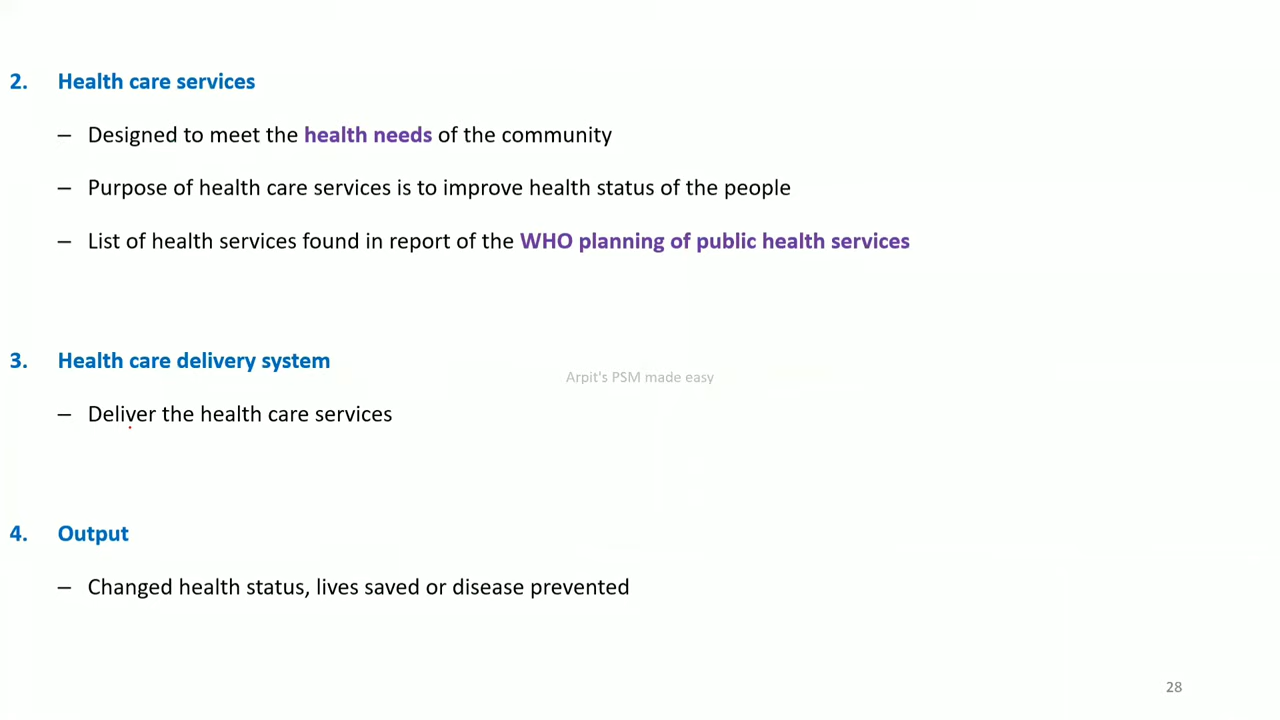 2. Health care services
– Designed to meet the health needs of the community
– Purpose of health care services is to improve health status of the people
– List of health services found in report of the WHO planning of public health services
3. Health care delivery system
Arpit's PSM made easy
– Deliver the health care services
4. Output
– Changed health status, lives saved or disease prevented
28